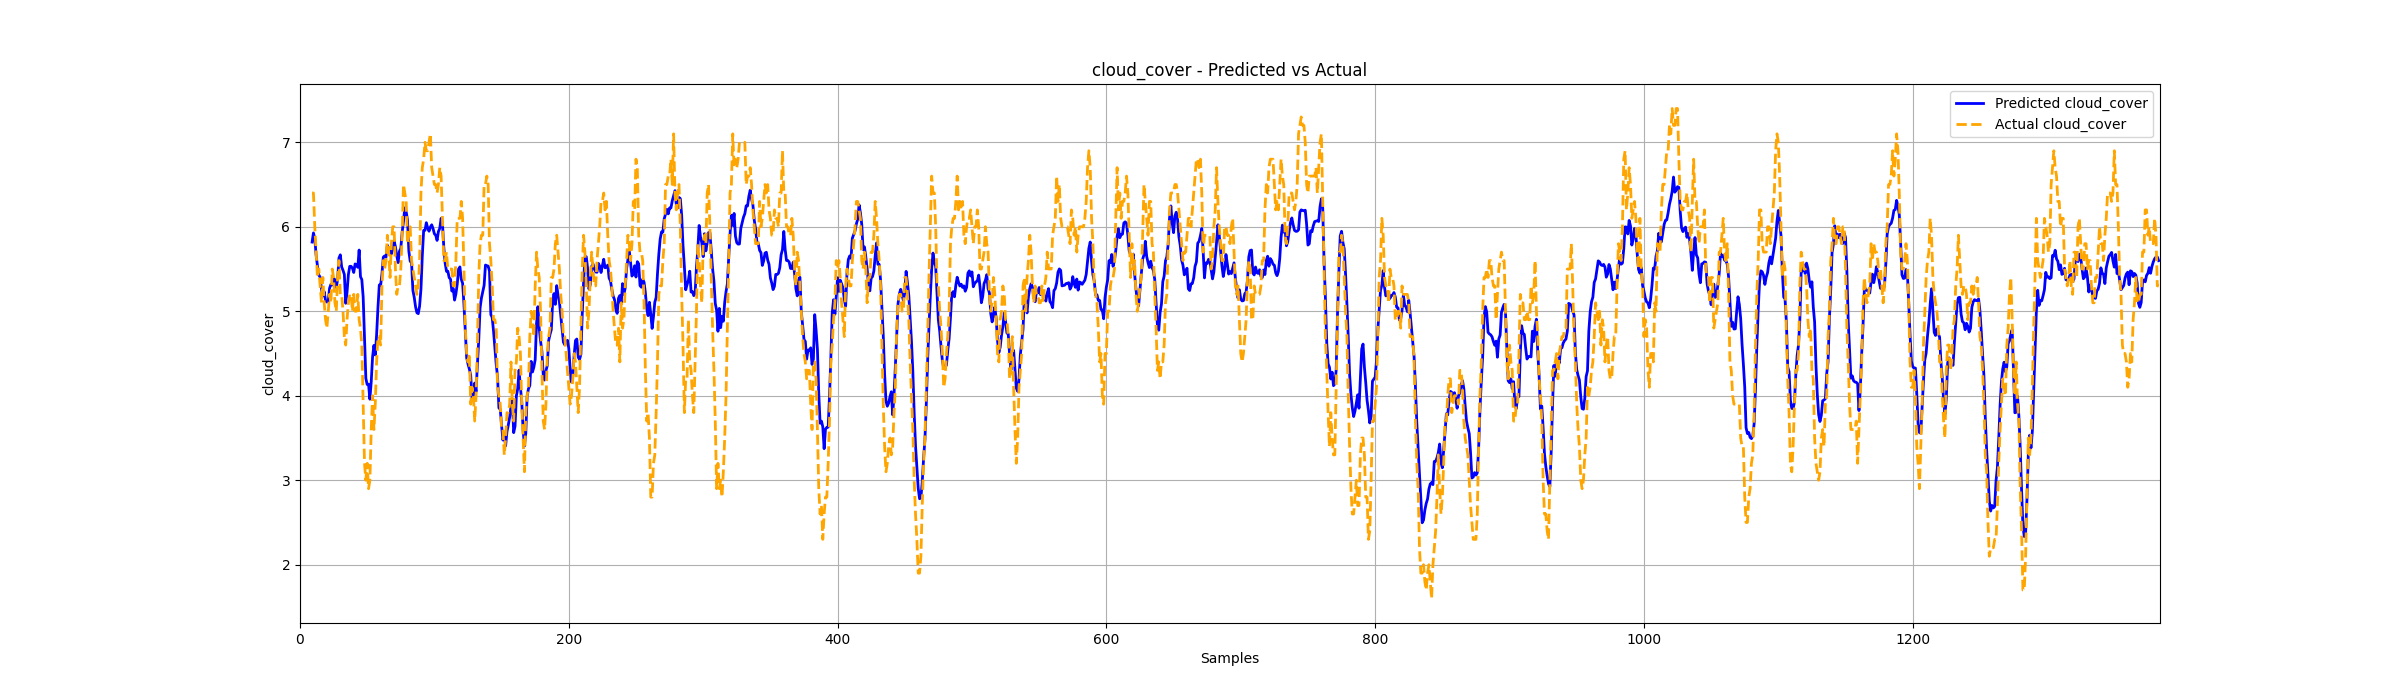 cloud_cover - Predicted vs Actual
Predicted cloud_cover
Actual cloud_cover
cloud_cover
7
6
5
4
3
2
0
200
400
600
800
1000
1200
Samples